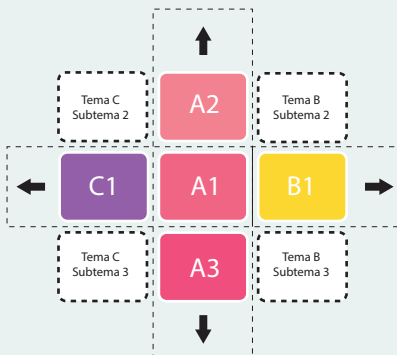 Tema C
Subtema 2
A2
Tema B
Subtema 2
C1
A1
B1
Tema C
Subtema 3
A3
Tema B
Subtema 3